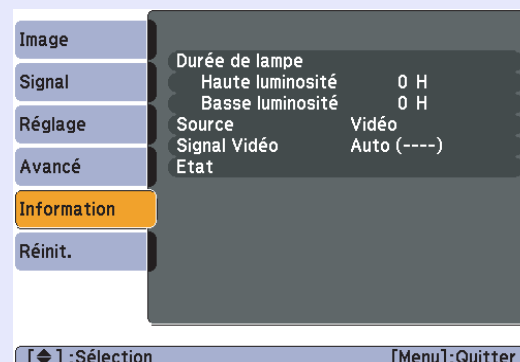 Image
Signal
Réglage
Avancé
Information
Réinit.
Durée de lampe
Haute luminosité 0 H
Basse luminosité 0 H
Source Vidéo
Signal Vidéo Auto (----)
Etat
[ ] :Sélection [Menu]:Quitter